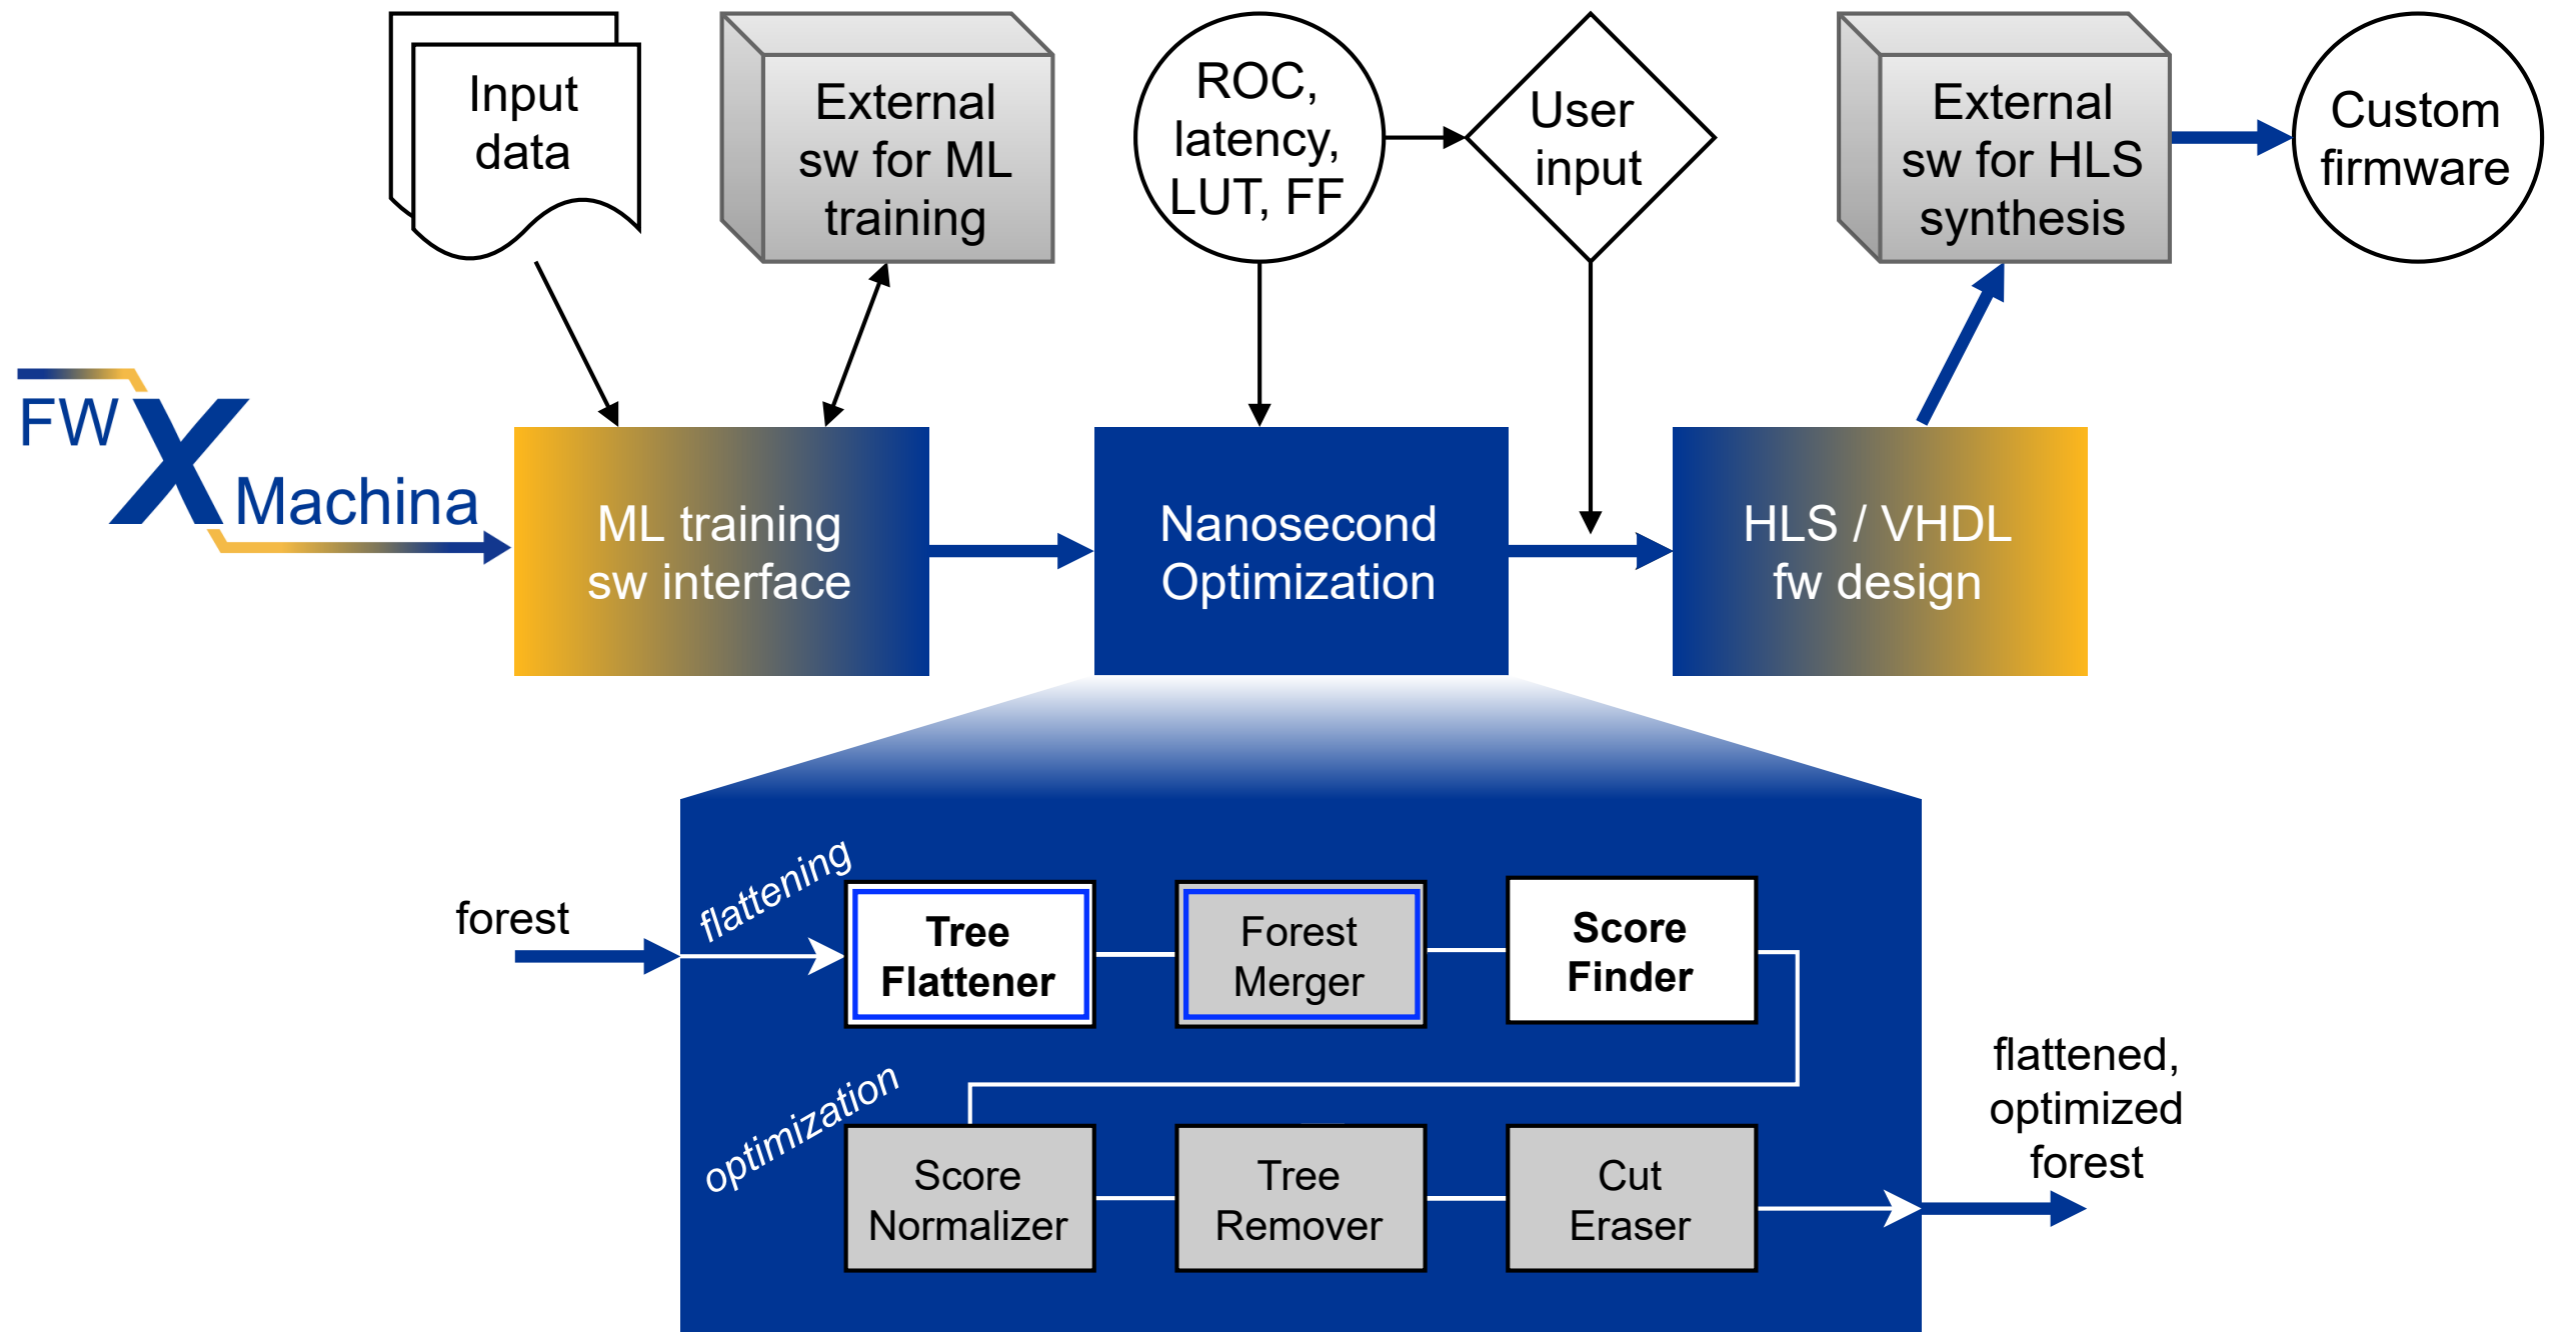 Input
data
External
sw for ML
training
ROC,
latency,
LUT, FF
User
input
External
sw for HLS
synthesis
Custom
firmware
FW
X
Machina
ML training
sw interface
Nanosecond
Optimization
HLS / VHDL
fw design
forest
flattening
Tree
Flattener
Forest
Merger
Score
Finder
optimization
Score
Normalizer
Tree
Remover
Cut
Eraser
flattened,
optimized
forest